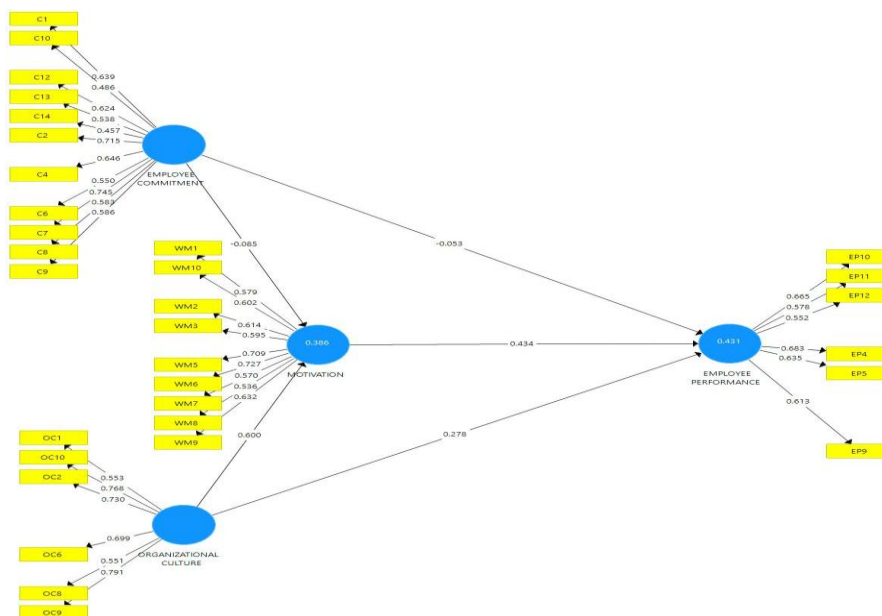 C1
C10
C12
C13
C14
C2
C4
C6
C7
C8
C9
0.639
0.486
0.624
0.538
0.457
0.715
0.646
0.550
0.745
0.583
0.586
EMPLOYEE
COMMITMENT
-0.085
-0.053
WM1
WM10
WM2
WM3
WM5
WM6
WM7
WM8
WM9
0.579
0.602
0.614
0.595
0.709
0.727
0.570
0.536
0.632
0.386
MOTIVATION
0.434
0.600
0.278
OC1
OC10
OC2
OC6
OC8
OC9
0.553
0.768
0.730
0.699
0.551
0.791
ORGANIZATIONAL
CULTURE
0.431
EMPLOYEE
PERFORMANCE
0.665
0.578
0.552
0.683
0.635
0.613
EP10
EP11
EP12
EP4
EP5
EP9